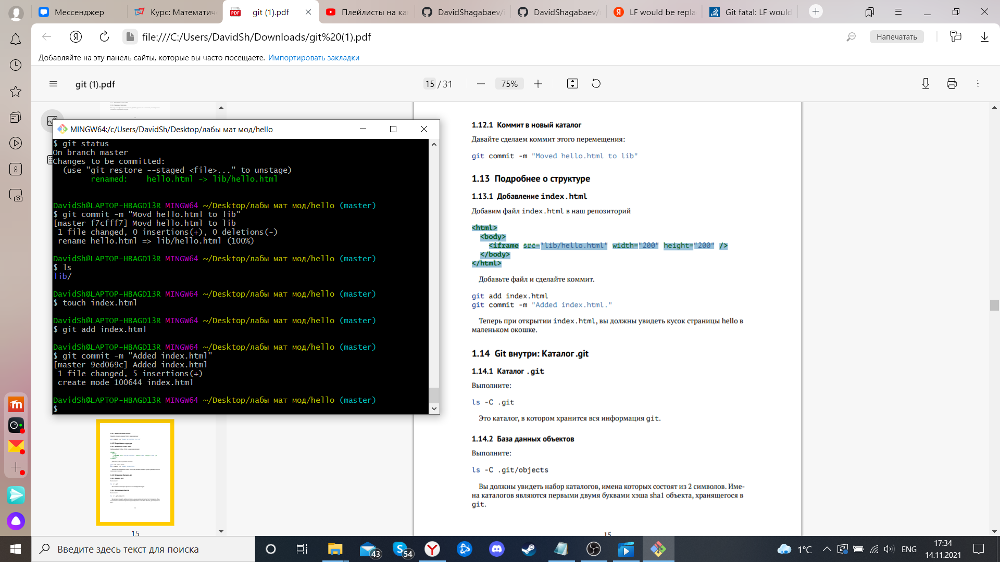 Мессенджер
Курс: Математич
git (1).pdf
Плейлисты на ка
DavidShagabaev/
DavidShagabaev/
LF would be repla
Git fatal: LF would
file:///C:/Users/DavidSh/Downloads/git%20(1).pdf
Напечатать
Добавляйте на эту панель сайты, которые вы часто посещаете. Импортировать закладки
git (1).pdf
15 / 31
75%
8
MINGW64:/c/Users/DavidSh/Desktop/лабы мат мод/hello
$ git status
On branch master
Changes to be committed:
(use "git restore --staged <file>..." to unstage)
renamed: hello.html -> lib/hello.html
DavidSh@LAPTOP-HBAGD13R MINGW64 ~/Desktop/лабы мат мод/hello (master)
$ git commit -m "Movd hello.html to lib"
[master f7cfff7] Movd hello.html to lib
1 file changed, 0 insertions(+), 0 deletions(-)
rename hello.html => lib/hello.html (100%)
DavidSh@LAPTOP-HBAGD13R MINGW64 ~/Desktop/лабы мат мод/hello (master)
$ ls
lib/
DavidSh@LAPTOP-HBAGD13R MINGW64 ~/Desktop/лабы мат мод/hello (master)
$ touch index.html
DavidSh@LAPTOP-HBAGD13R MINGW64 ~/Desktop/лабы мат мод/hello (master)
$ git add index.html
DavidSh@LAPTOP-HBAGD13R MINGW64 ~/Desktop/лабы мат мод/hello (master)
$ git commit -m "Added index.html"
[master 9ed069c] Added index.html
1 file changed, 5 insertions(+)
create mode 100644 index.html
DavidSh@LAPTOP-HBAGD13R MINGW64 ~/Desktop/лабы мат мод/hello (master)
$
15
1.12.1 Коммит в новый каталог
Давайте сделаем коммит этого перемещения:
git commit -m "Moved hello.html to lib"
1.13 Подробнее о структуре
1.13.1 Добавление index.html
Добавим файл index.html в наш репозиторий
<html>
<body>
<iframe src="lib/hello.html" width="200" height="200" />
</body>
</html>
Добавьте файл и сделайте коммит.
git add index.html
git commit -m "Added index.html."
Теперь при открытии index.html, вы должны увидеть кусок страницы hello в
маленьком окошке.
1.14 Git внутри: Каталог .git
1.14.1 Каталог .git
Выполните:
ls -C .git
Это каталог, в котором хранится вся информация git.
1.14.2 База данных объектов
Выполните:
ls -C .git/objects
Вы должны увидеть набор каталогов, имена которых состоят из 2 символов. Име-
на каталогов являются первыми двумя буквами хэша sha1 объекта, хранящегося в
git.
15
Введите здесь текст для поиска
43
54
1°C
ENG
17:34
14.11.2021